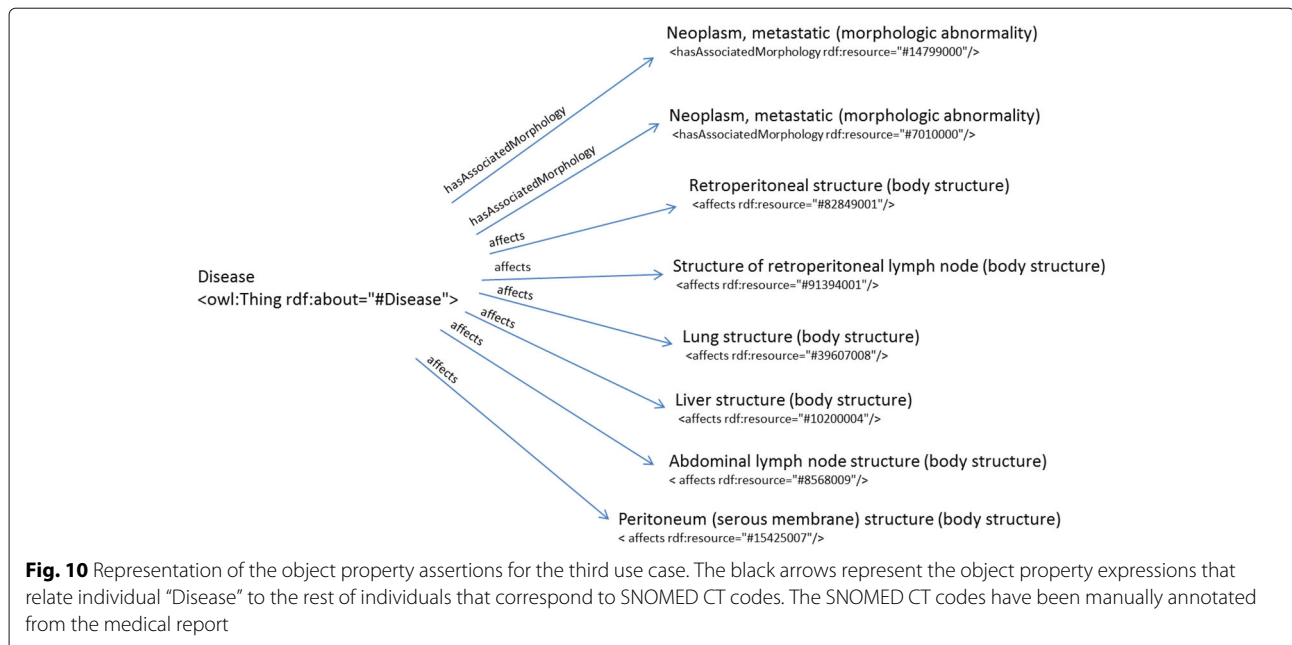 Neoplasm, metastatic (morphologic abnormality)
<hasAssociatedMorphology rdf:resource="#14799000"/>
hasAssociatedMorphology
Neoplasm, metastatic (morphologic abnormality)
<hasAssociatedMorphology rdf:resource="#7010000"/>
hasAssociatedMorphology
Retroperitoneal structure (body structure)
<affects rdf:resource="#82849001"/>
affects
Structure of retroperitoneal lymph node (body structure)
<affects rdf:resource="#91394001"/>
affects
Disease
<owl:Thing rdf:about="#Disease">
affects
Lung structure (body structure)
<affects rdf:resource="#39607008"/>
affects
Liver structure (body structure)
<affects rdf:resource="#10200004"/>
affects
Abdominal lymph node structure (body structure)
< affects rdf:resource="#8568009"/>
affects
Peritoneum (serous membrane) structure (body structure)
< affects rdf:resource="#15425007"/>
Fig. 10 Representation of the object property assertions for the third use case. The black arrows represent the object property expressions that
relate individual “Disease” to the rest of individuals that correspond to SNOMED CT codes. The SNOMED CT codes have been manually annotated
from the medical report